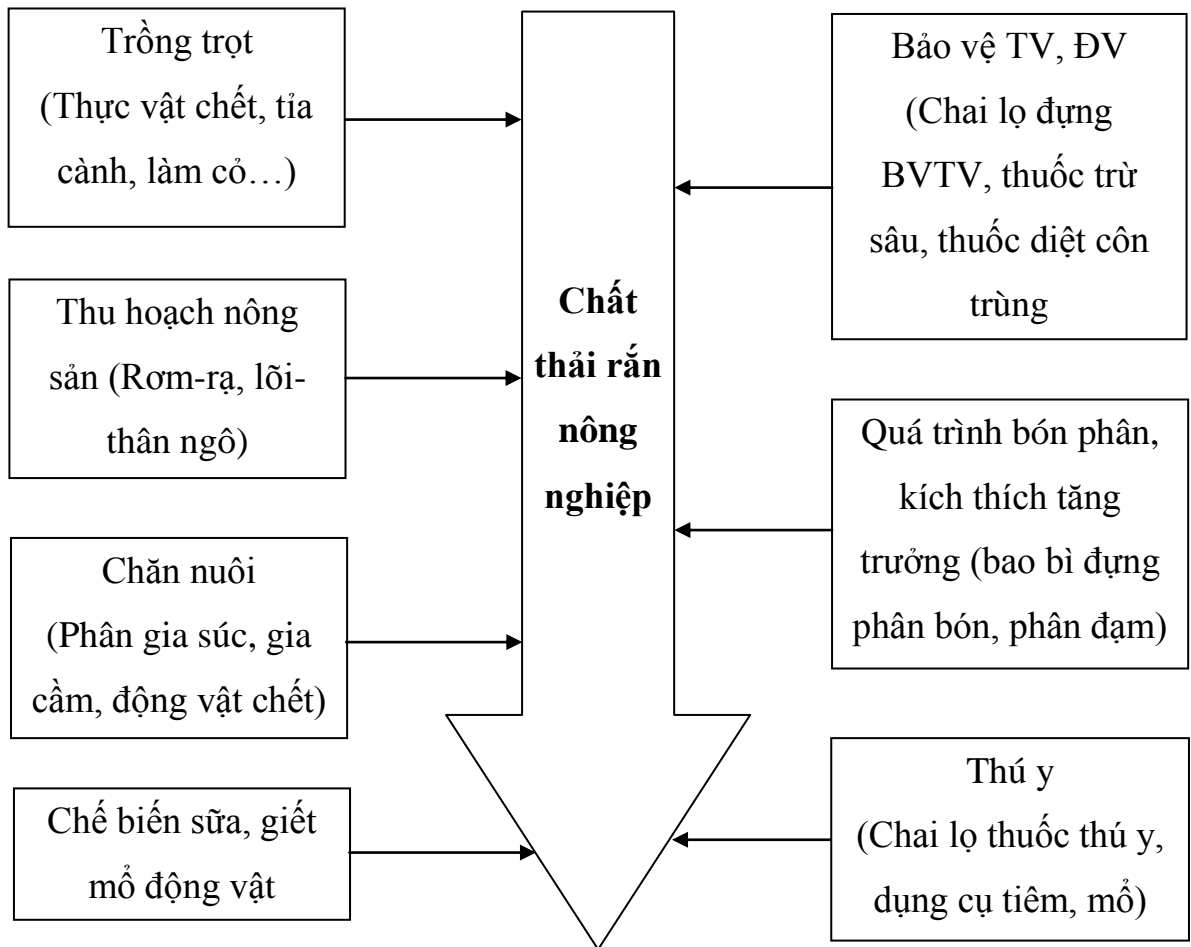 Trồng trọt
(Thực vật chết, tỉa
cành, làm cỏ…)
Thu hoạch nông
sản (Rơm-rạ, lõi-
thân ngô)
Chăn nuôi
(Phân gia súc, gia
cầm, động vật chết)
Chế biến sữa, giết
mổ động vật
Chất
thải rắn
nông
nghiệp
Bảo vệ TV, ĐV
(Chai lọ đựng
BVTV, thuốc trừ
sâu, thuốc diệt côn
trùng
Quá trình bón phân,
kích thích tăng
trưởng (bao bì đựng
phân bón, phân đạm)
Thú y
(Chai lọ thuốc thú y,
dụng cụ tiêm, mổ)